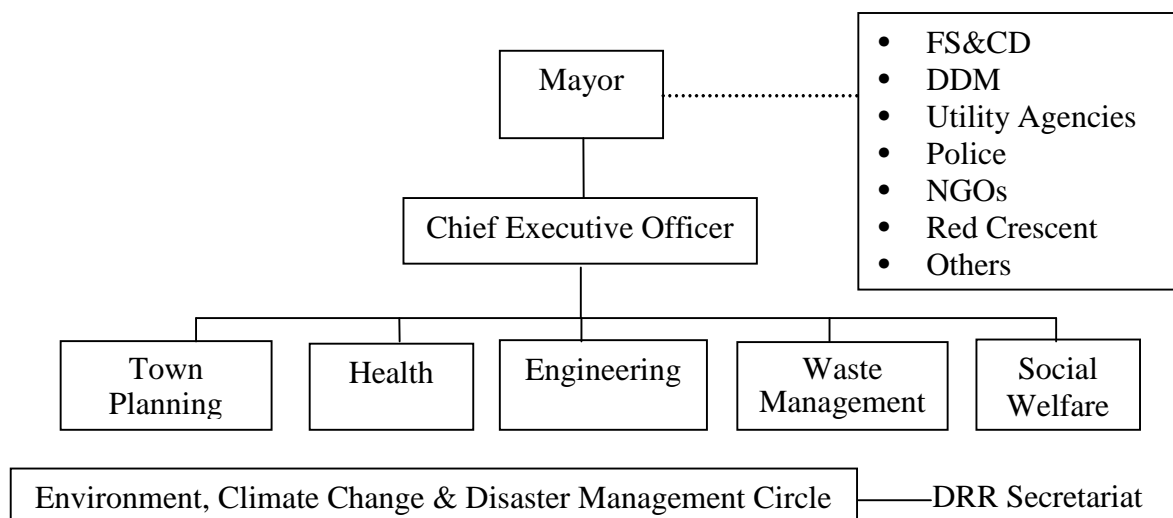 Mayor
• FS&CD
• DDM
• Utility Agencies
• Police
• NGOs
• Red Crescent
• Others
Chief Executive Officer
Town
Planning
Health
Engineering
Waste
Management
Social
Welfare
Environment, Climate Change & Disaster Management Circle
DRR Secretariat